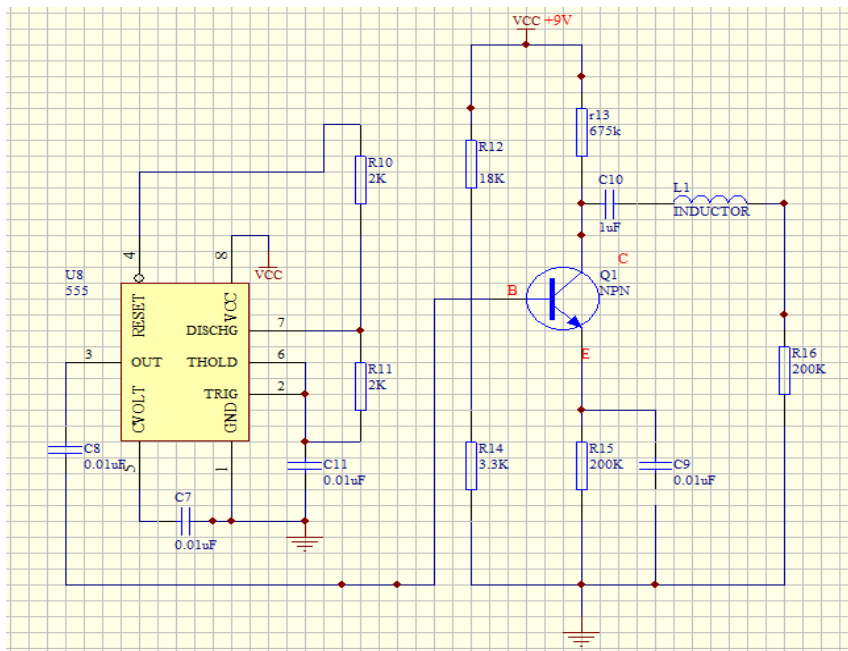 VCC +9V
r13
675k
R12
18K
R10
2K
C10
1uF
L1
INDUCTOR
4
8
VCC
C
Q1
NPN
B
E
U8
555
RESET
VCC
DISCHG
7
3
OUT
THOLD
6
TRIG
2
CVOLT
GND
R11
2K
R16
200K
C8
0.01uF
5
1
C11
0.01uF
R14
3.3K
R15
200K
C9
0.01uF
C7
0.01uF